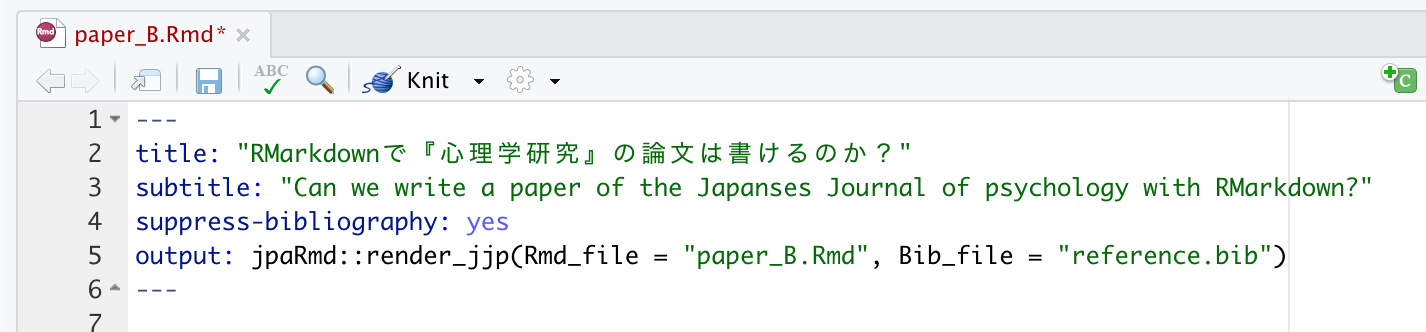 Rmd paper_B.Rmd* ×
ABC Knit C
1 ---
2 title: "RMarkdownで『心理学研究』の論文は書けるのか？"
3 subtitle: "Can we write a paper of the Japanses Journal of psychology with RMarkdown?"
4 suppress-bibliography: yes
5 output: jpaRmd::render_jjp(Rmd_file = "paper_B.Rmd", Bib_file = "reference.bib")
6 ---
7